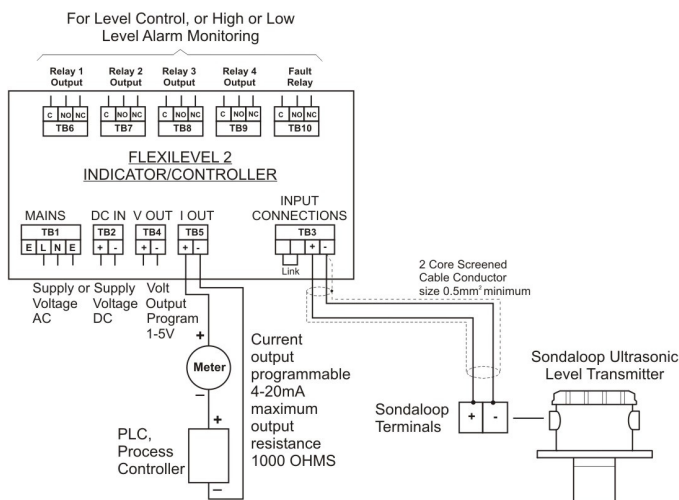 For Level Control, or High or Low
Level Alarm Monitoring
Relay 1
Output
Relay 2
Output
Relay 3
Output
Relay 4
Output
Fault
Relay
C NO NC
TB6
C NO NC
TB7
C NO NC
TB8
C NO NC
TB9
C NO NC
TB10
FLEXILEVEL 2
INDICATOR/CONTROLLER
MAINS
TB1
E L N E
DC IN
TB2
+ -
V OUT
TB4
+ -
I OUT
TB5
+ -
INPUT
CONNECTIONS
TB3
+ -
Link
Supply or
Voltage
AC
Supply
Voltage
DC
Volt
Output
Program
1-5V
2 Core Screened
Cable Conductor
size 0.5mm² minimum
+
Meter
–
Current
output
programmable
4-20mA
maximum
output
resistance
1000 OHMS
+
PLC,
Process
Controller
–
Sondaloop
Terminals
+ -
Sondaloop Ultrasonic
Level Transmitter